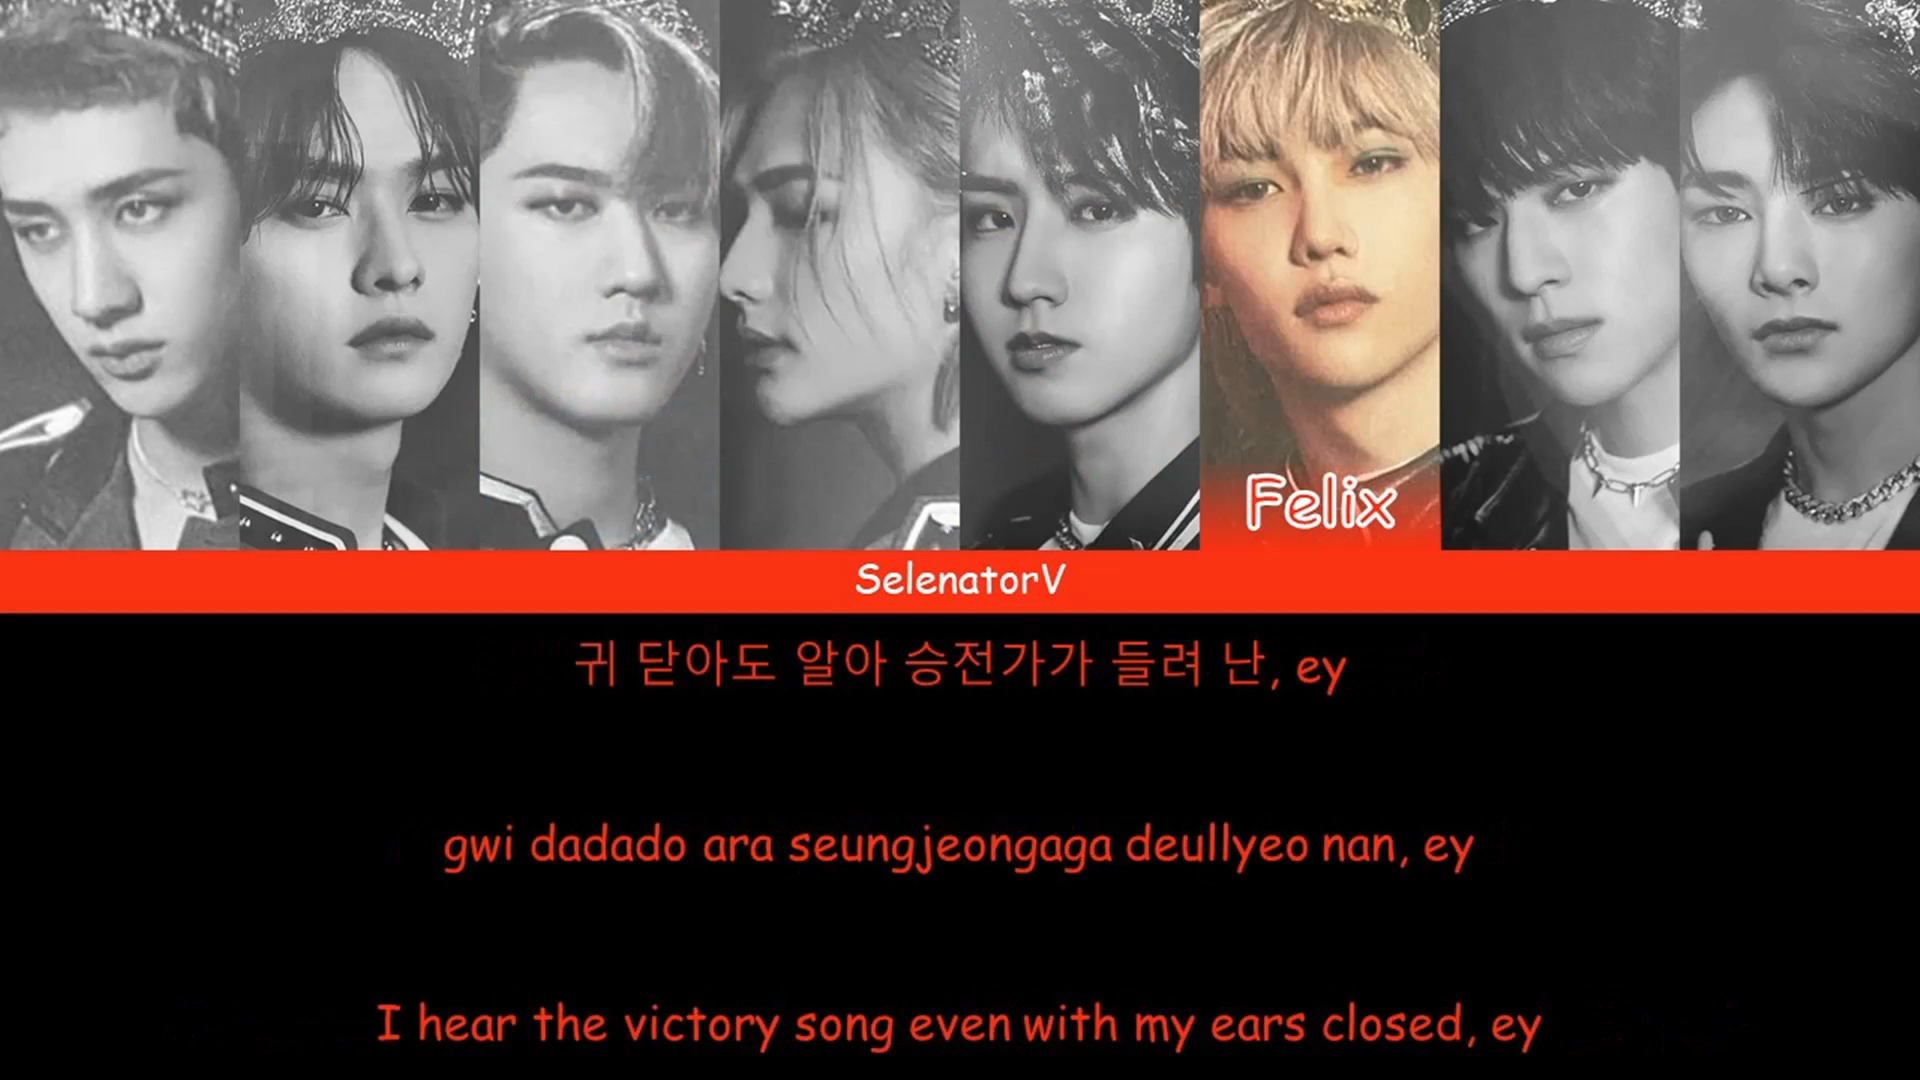 Felix
SelenatorV
귀 닫아도 알아 승전가가 들려 난, ey
gwi dadado ara seungjeongaga deullyeo nan, ey
I hear the victory song even with my ears closed, ey